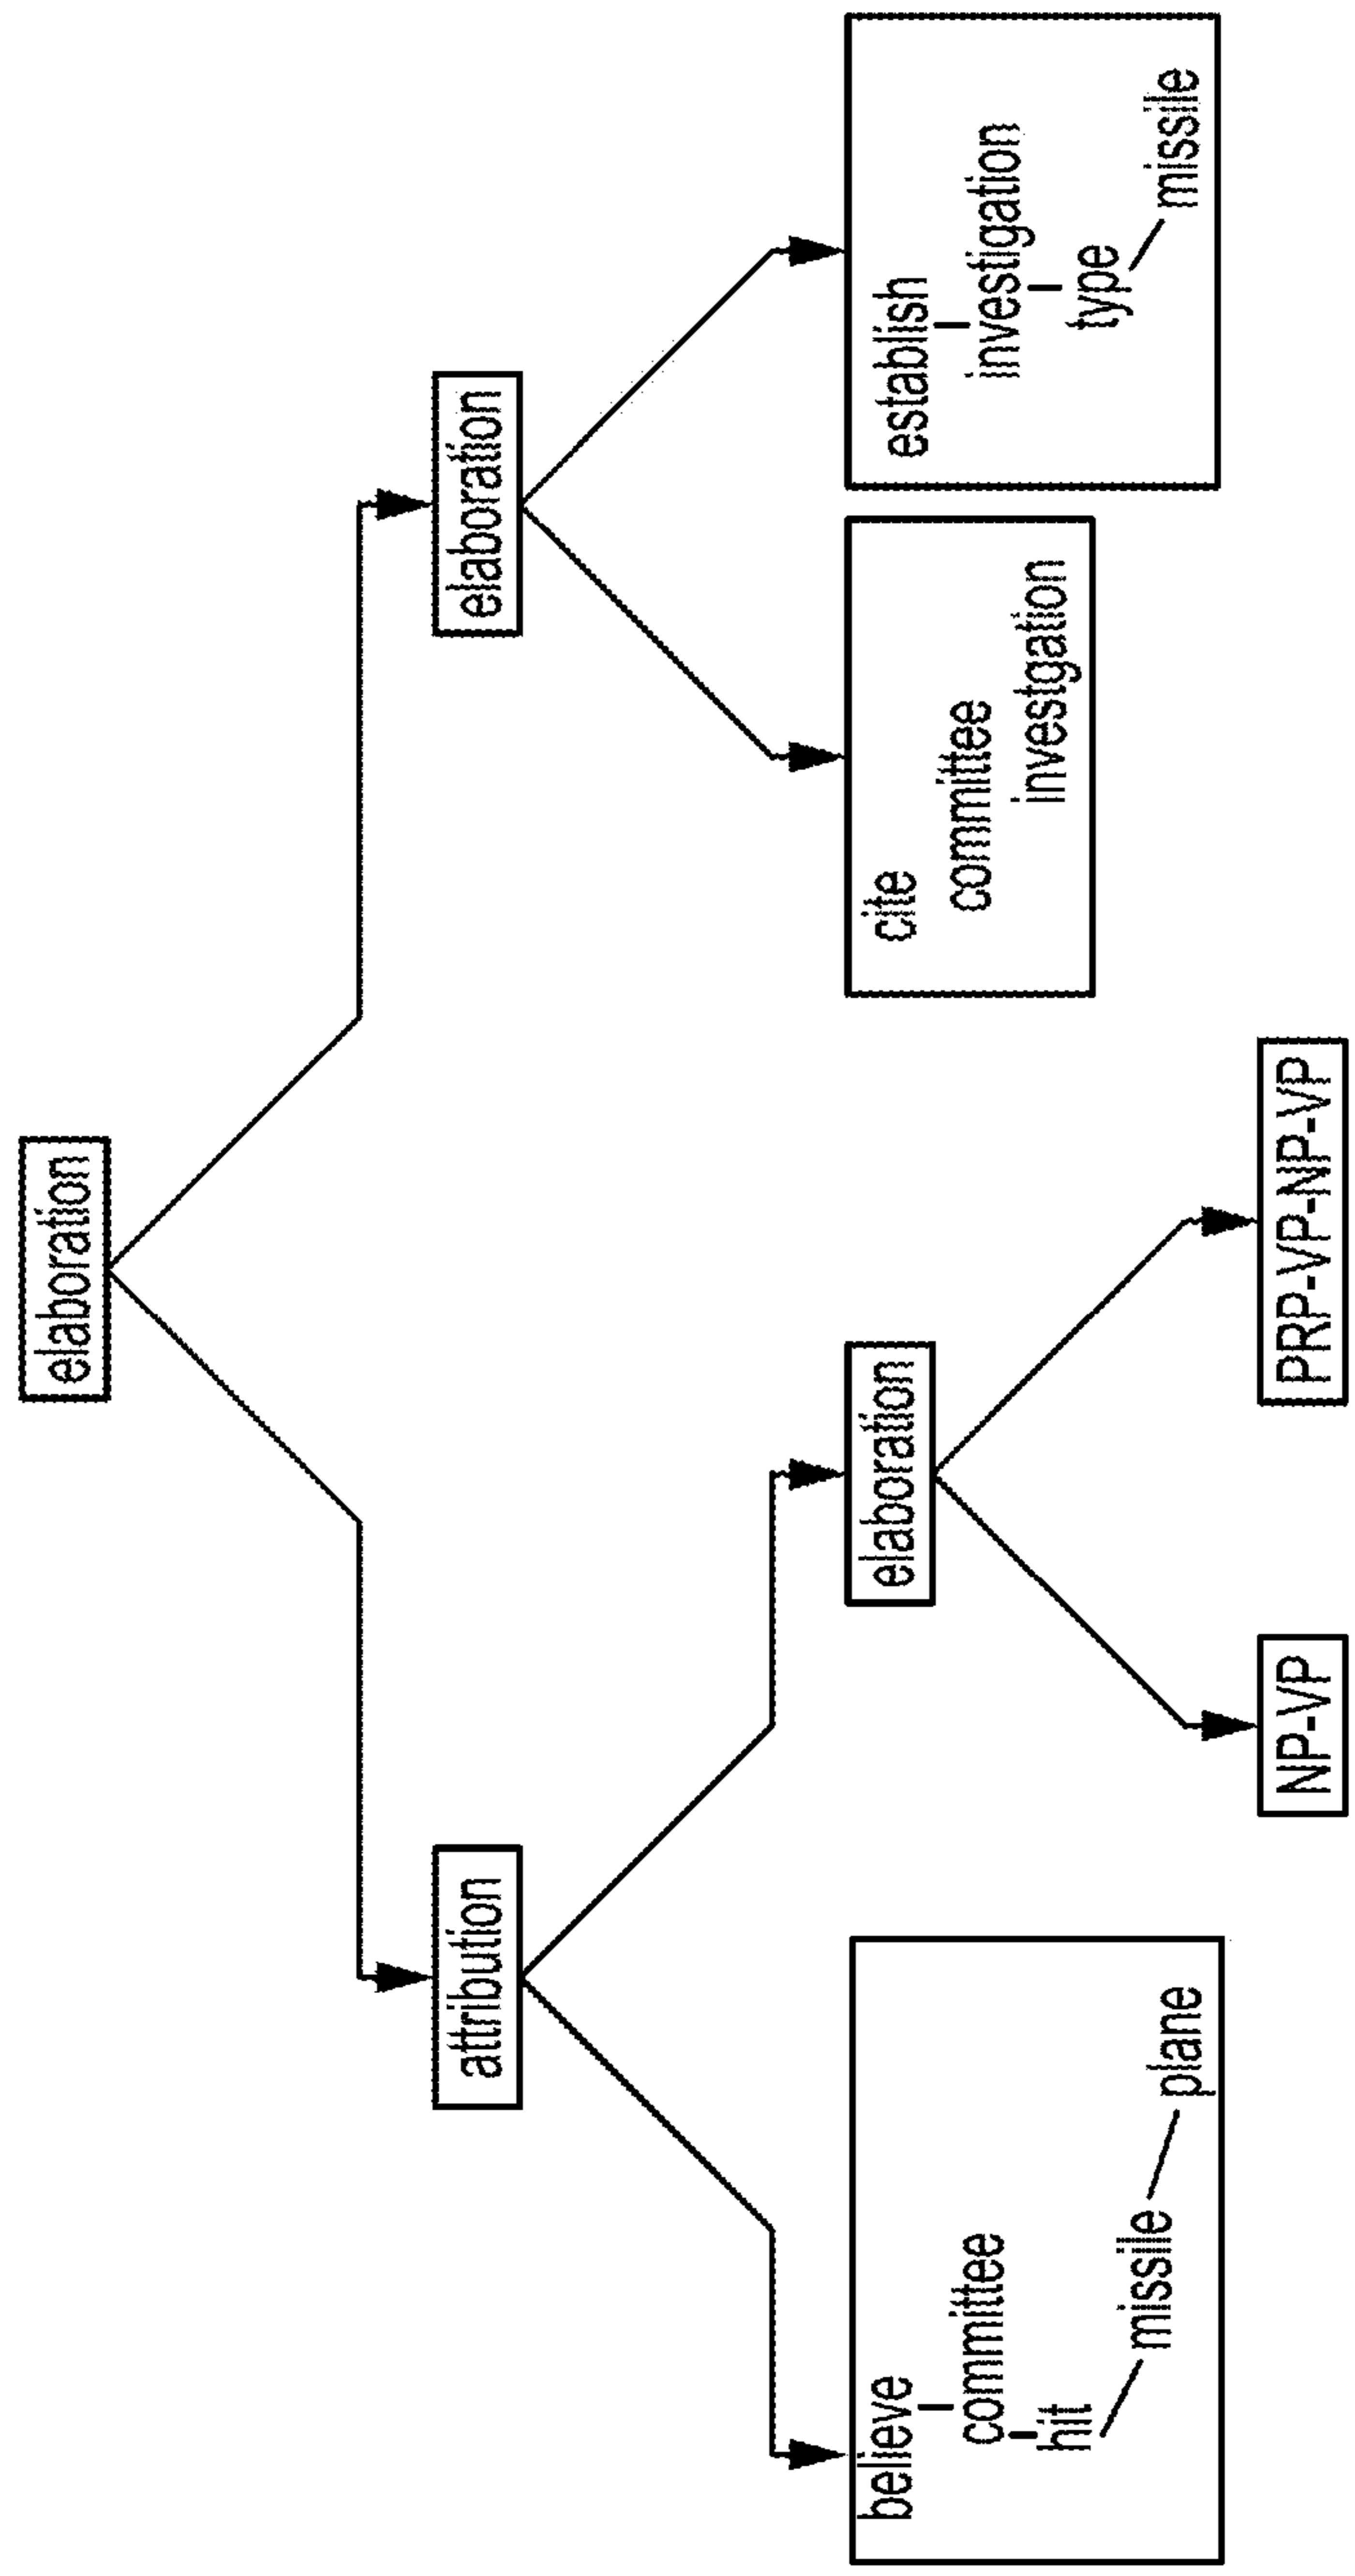 elaboration
attribution
elaboration
believe
committee
hit
missile
plane
elaboration
cite
committee
investgation
establish
investigation
type
missile
NP-VP
PRP-VP-NP-VP